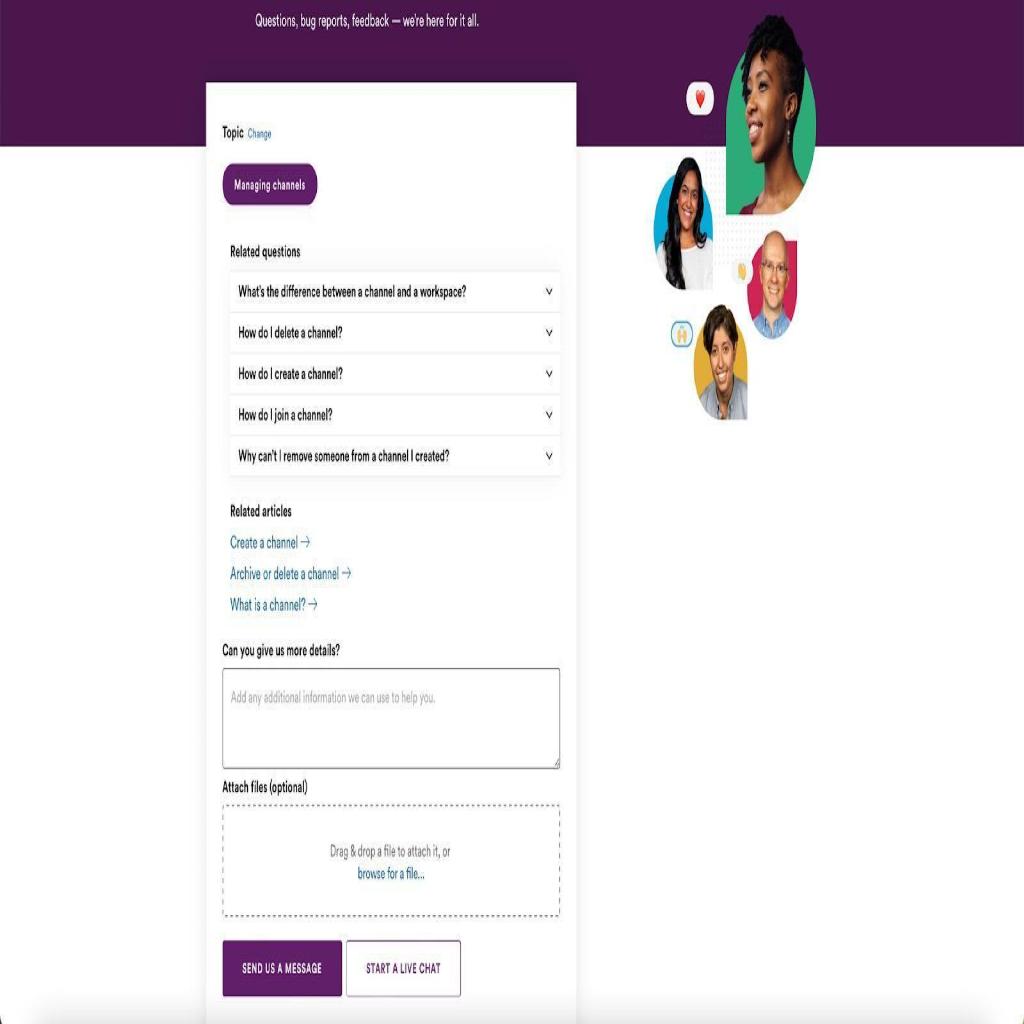 Questions, bug reports, feedback — we're here for it all.
Topic Change
Managing channels
Related questions
What's the difference between a channel and a workspace?
How do I delete a channel?
How do I create a channel?
How do I join a channel?
Why can't I remove someone from a channel I created?
Related articles
Create a channel →
Archive or delete a channel →
What is a channel? →
Can you give us more details?
Add any additional information we can use to help you.
Attach files (optional)
Drag & drop a file to attach it, or
browse for a file...
SEND US A MESSAGE
START A LIVE CHAT